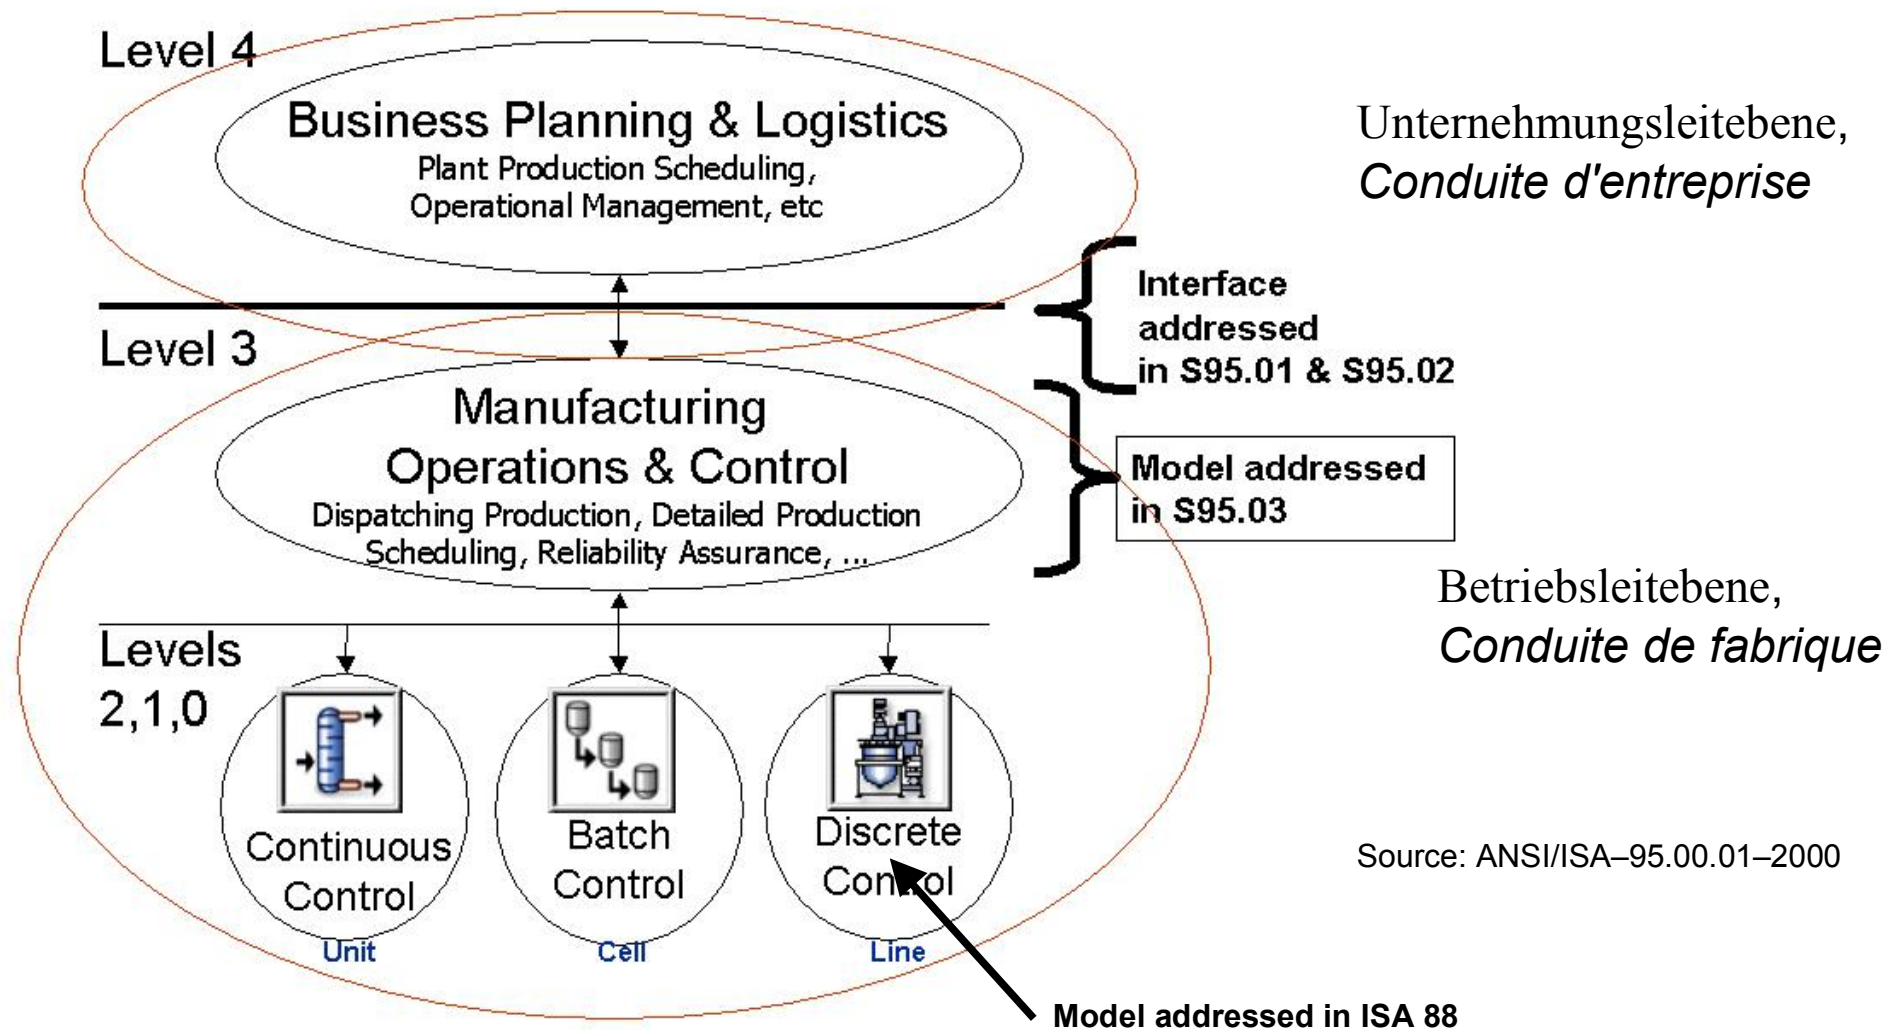 Level 4
Business Planning & Logistics
Plant Production Scheduling,
Operational Management, etc
Unternehmungsleitebene,
Conduite d'entreprise
Interface
addressed
in S95.01 & S95.02
Level 3
Manufacturing
Operations & Control
Dispatching Production, Detailed Production
Scheduling, Reliability Assurance, ...
Model addressed
in S95.03
Betriebsleitebene,
Conduite de fabrique
Levels
2,1,0
Continuous
Control
Unit
Batch
Control
Cell
Discrete
Control
Line
Source: ANSI/ISA–95.00.01–2000
Model addressed in ISA 88